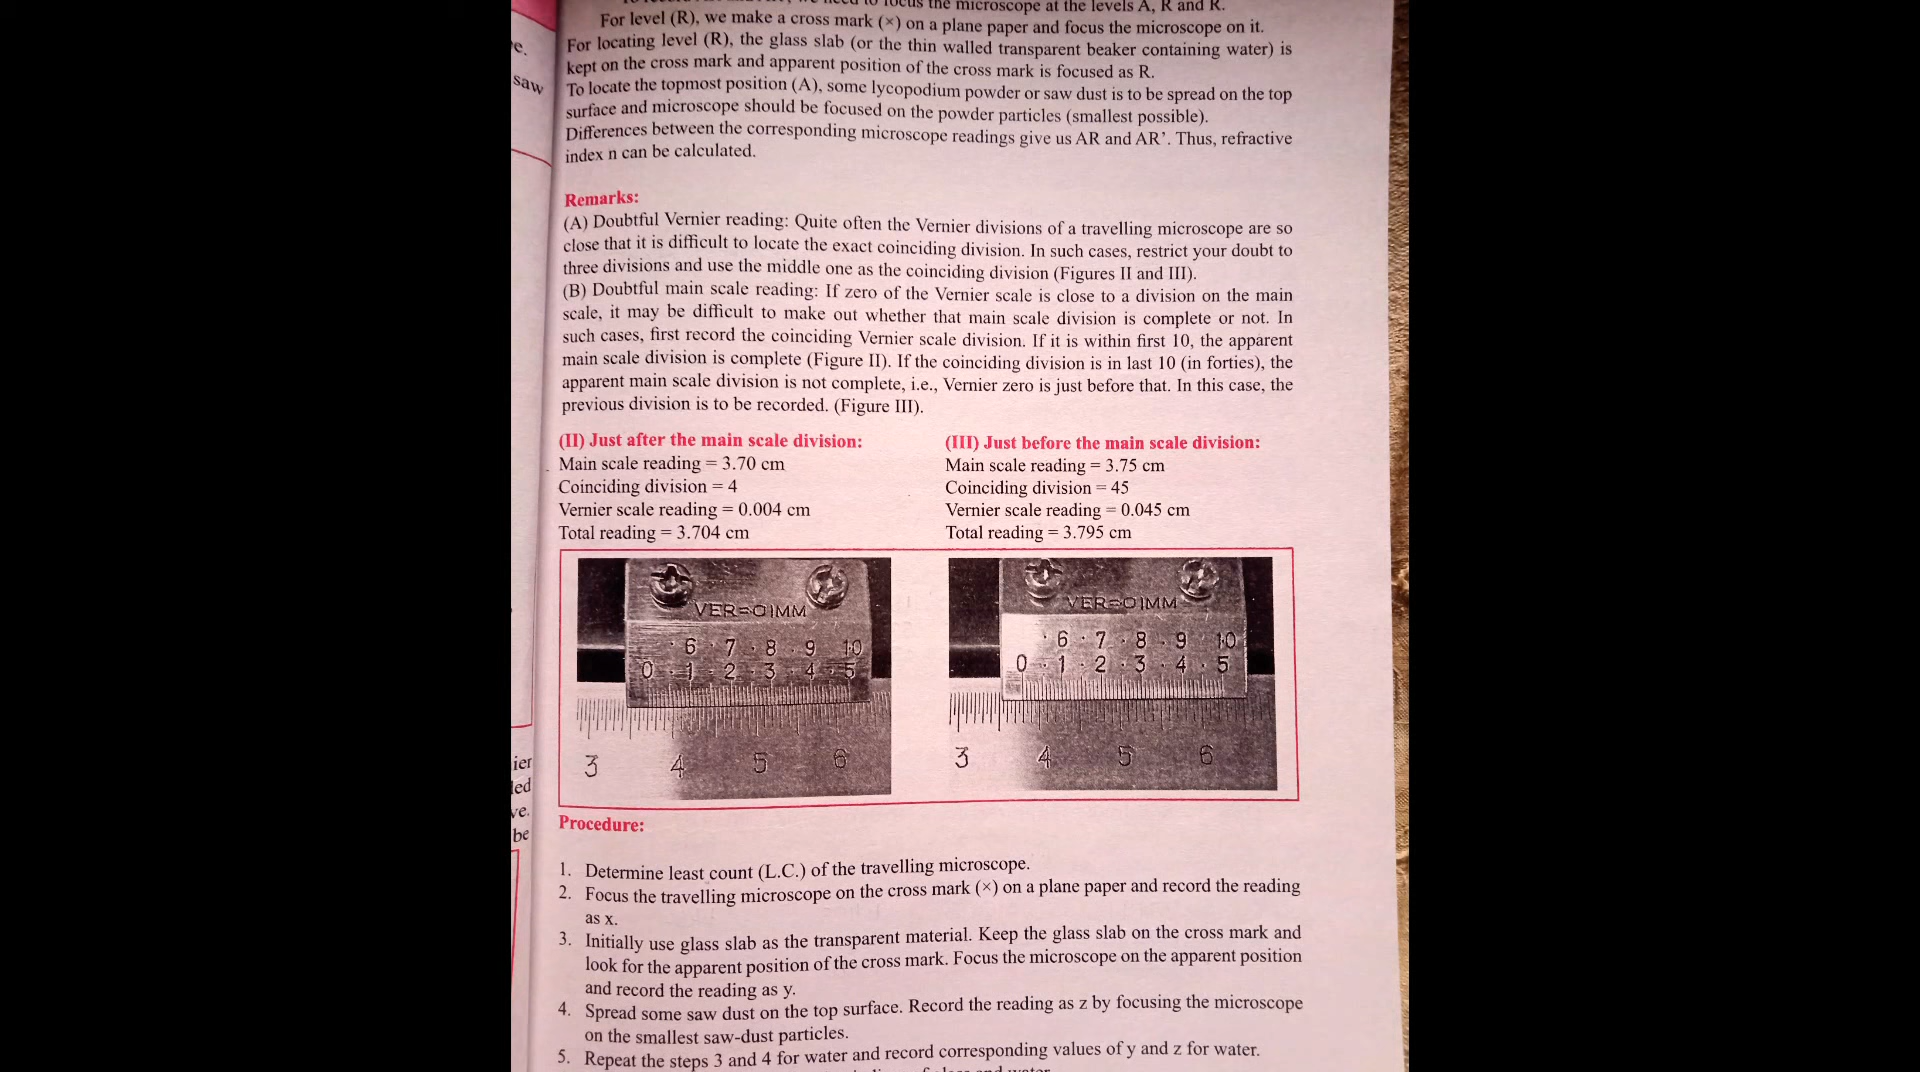 focus the microscope at the levels A, R and R.
For level (R), we make a cross mark (×) on a plane paper and focus the microscope on it.
For locating level (R), the glass slab (or the thin walled transparent beaker containing water) is
kept on the cross mark and apparent position of the cross mark is focused as R.
To locate the topmost position (A), some lycopodium powder or saw dust is to be spread on the top
surface and microscope should be focused on the powder particles (smallest possible).
Differences between the corresponding microscope readings give us AR and AR’. Thus, refractive
index n can be calculated.
e.
saw
Remarks:
(A) Doubtful Vernier reading: Quite often the Vernier divisions of a travelling microscope are so
close that it is difficult to locate the exact coinciding division. In such cases, restrict your doubt to
three divisions and use the middle one as the coinciding division (Figures II and III).
(B) Doubtful main scale reading: If zero of the Vernier scale is close to a division on the main
scale, it may be difficult to make out whether that main scale division is complete or not. In
such cases, first record the coinciding Vernier scale division. If it is within first 10, the apparent
main scale division is complete (Figure II). If the coinciding division is in last 10 (in forties), the
apparent main scale division is not complete, i.e., Vernier zero is just before that. In this case, the
previous division is to be recorded. (Figure III).
(II) Just after the main scale division:
Main scale reading = 3.70 cm
Coinciding division = 4
Vernier scale reading = 0.004 cm
Total reading = 3.704 cm
(III) Just before the main scale division:
Main scale reading = 3.75 cm
Coinciding division = 45
Vernier scale reading = 0.045 cm
Total reading = 3.795 cm
VER=01MM
6 7 8 9 10
0 1 2 3 4 5
3 4 5 6
VER=01MM
6 7 8 9 10
0 1 2 3 4 5
3 4 5 6
ier
led
ve.
be
Procedure:
1. Determine least count (L.C.) of the travelling microscope.
2. Focus the travelling microscope on the cross mark (×) on a plane paper and record the reading
as x.
3. Initially use glass slab as the transparent material. Keep the glass slab on the cross mark and
look for the apparent position of the cross mark. Focus the microscope on the apparent position
and record the reading as y.
4. Spread some saw dust on the top surface. Record the reading as z by focusing the microscope
on the smallest saw-dust particles.
5. Repeat the steps 3 and 4 for water and record corresponding values of y and z for water.